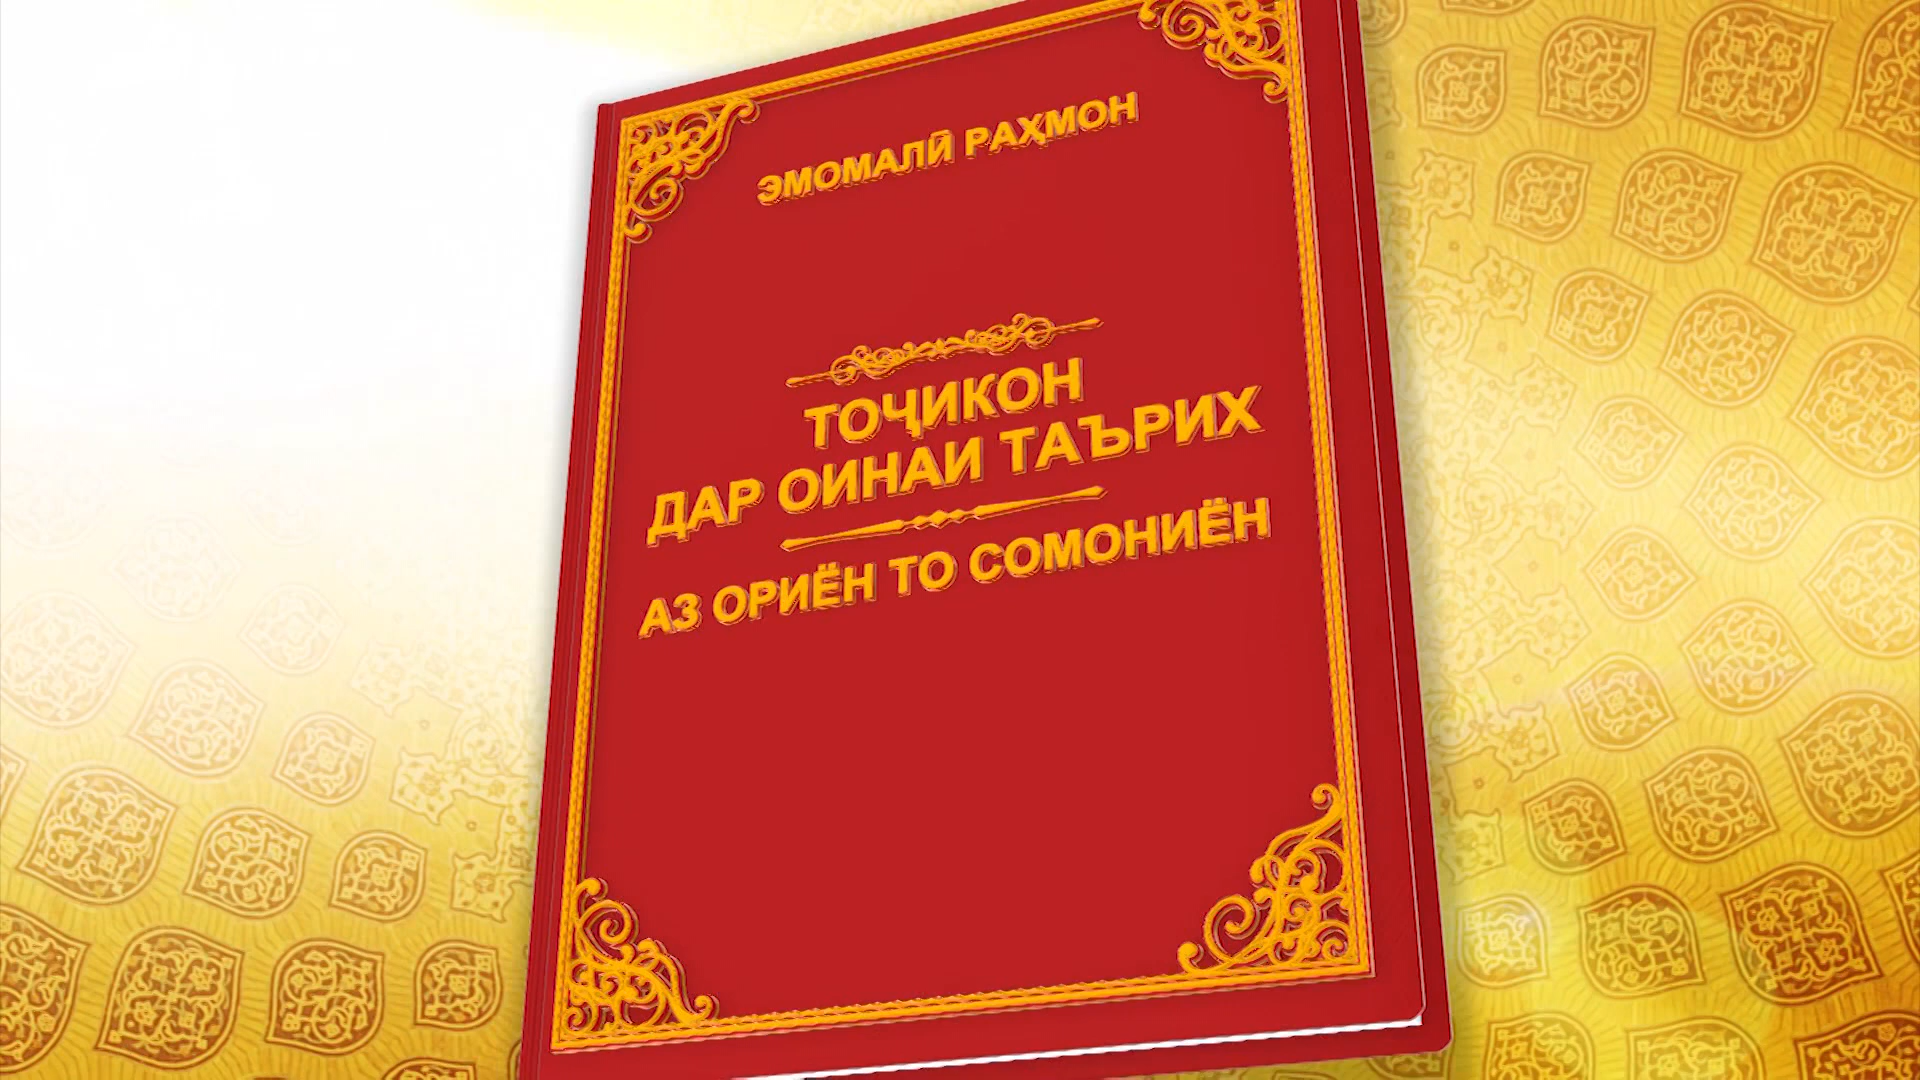 ЭМОМАЛӢ РАҲМОН
ТОҶИКОН
ДАР ОИНАИ ТАЪРИХ
АЗ ОРИЁН ТО СОМОНИЁН